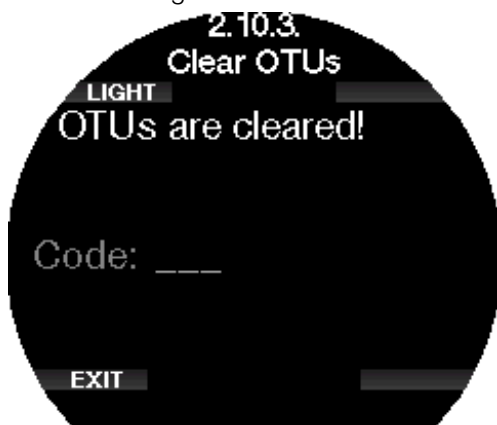 2.10.3.
Clear OTUs
LIGHT
OTUs are cleared!
Code: ___
EXIT